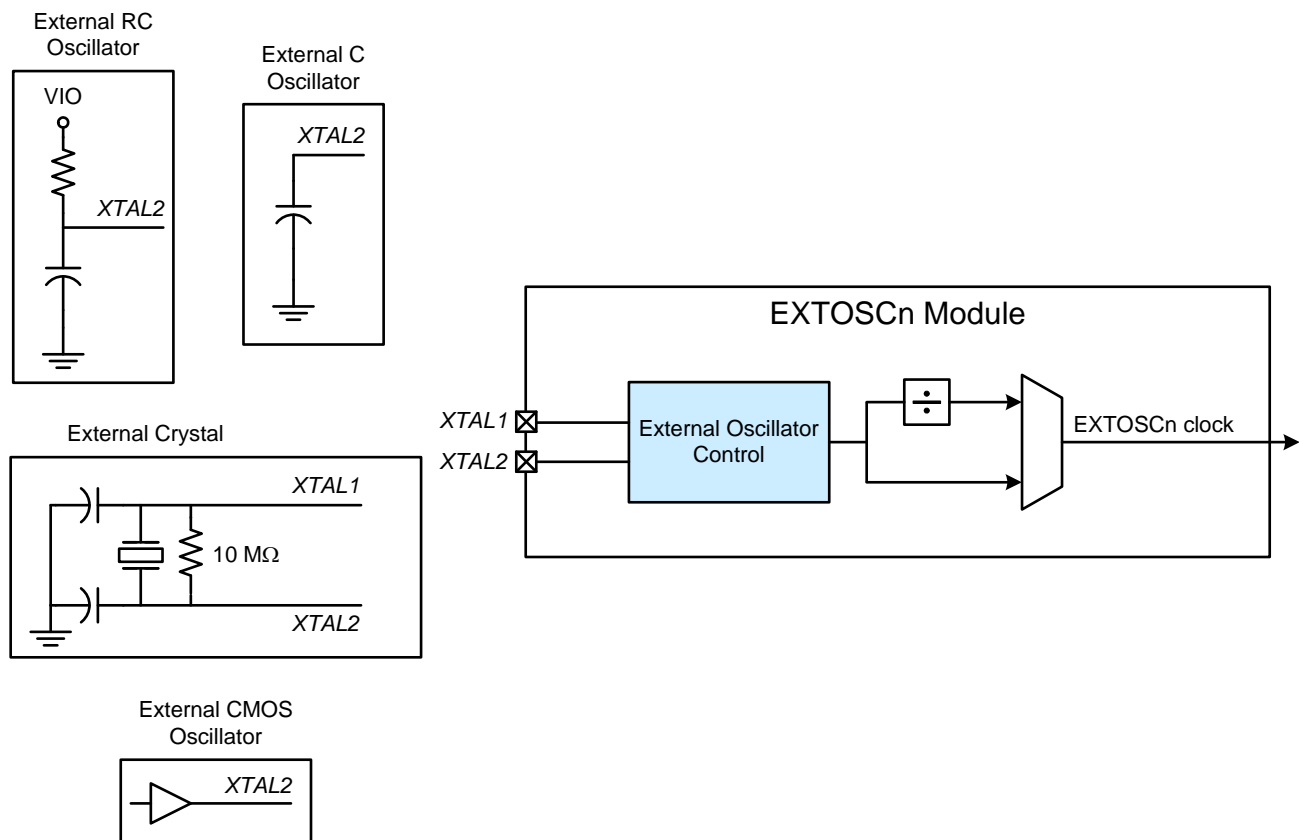 External RC
Oscillator
VIO
XTAL2
External C
Oscillator
XTAL2
EXTOSCn Module
XTAL1
XTAL2
External Oscillator
Control
÷
EXTOSCn clock
External Crystal
XTAL1
10 MΩ
XTAL2
External CMOS
Oscillator
XTAL2